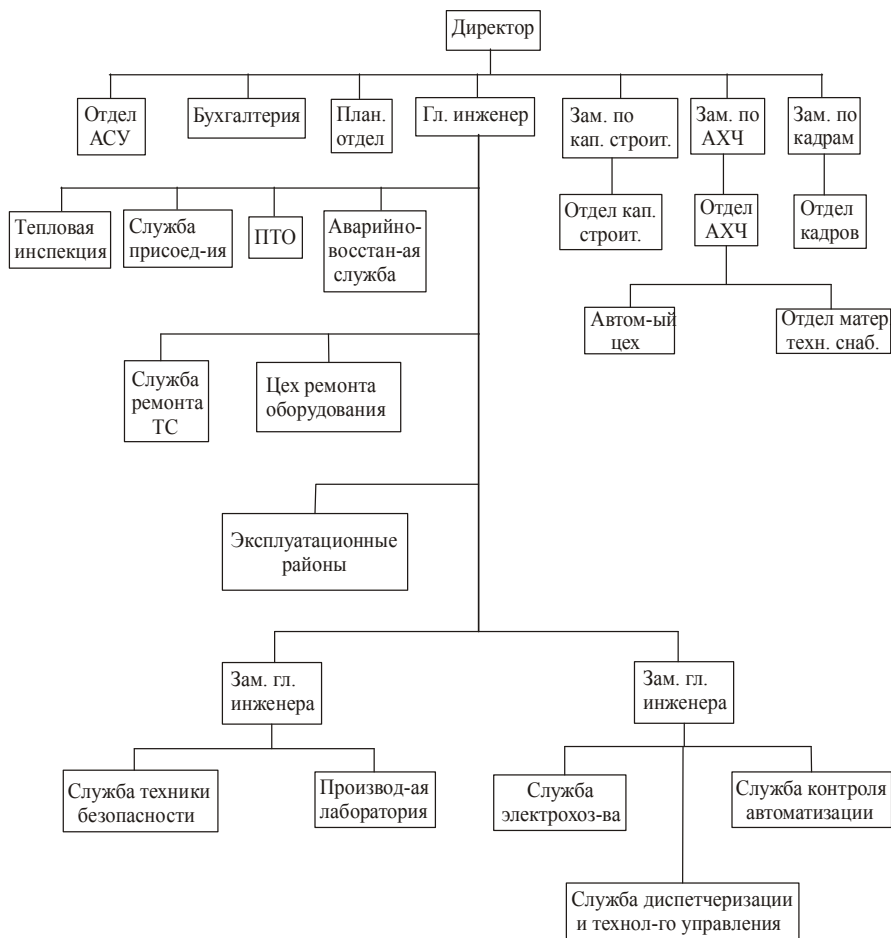 Директор
Отдел
АСУ
Бухгалтерия
План.
отдел
Гл. инженер
Зам. по
кап. строит.
Зам. по
АХЧ
Зам. по
кадрам
Тепловая
инспекция
Служба
присоед-ия
ПТО
Аварийно-
восстан-ая
служба
Отдел кап.
строит.
Отдел
АХЧ
Отдел
кадров
Автом-ый
цех
Отдел матер
техн. снаб.
Служба
ремонта
ТС
Цех ремонта
оборудования
Эксплуатационные
районы
Зам. гл.
инженера
Зам. гл.
инженера
Служба техники
безопасности
Производ-ая
лаборатория
Служба
электрохоз-ва
Служба контроля
автоматизации
Служба диспетчеризации
и технол-го управления